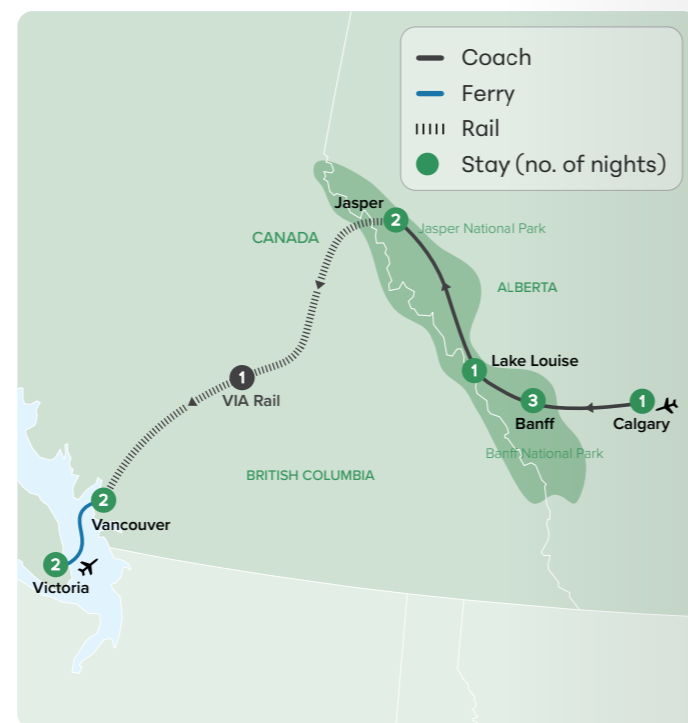 Coach
Ferry
Rail
Stay (no. of nights)
Jasper
2
Jasper National Park
CANADA
ALBERTA
Lake Louise
1
1
VIA Rail
3
Banff
1
Calgary
Banff National Park
BRITISH COLUMBIA
2
Vancouver
2
Victoria